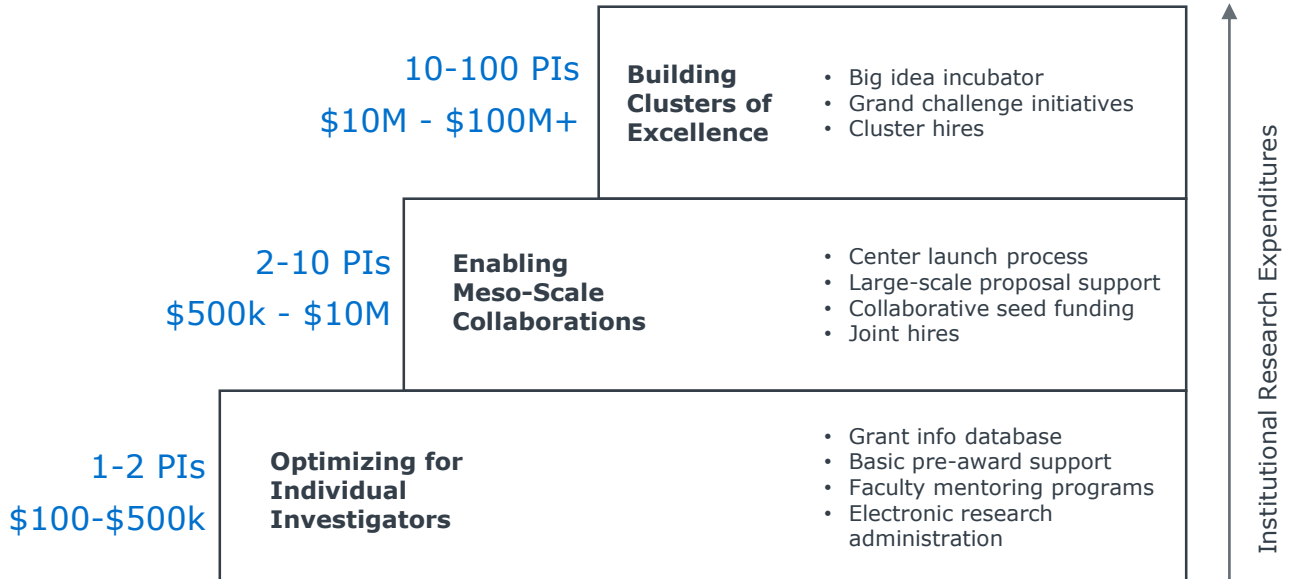 10-100 PIs
$10M - $100M+
Building
Clusters of
Excellence
• Big idea incubator
• Grand challenge initiatives
• Cluster hires
2-10 PIs
$500k - $10M
Enabling
Meso-Scale
Collaborations
• Center launch process
• Large-scale proposal support
• Collaborative seed funding
• Joint hires
1-2 PIs
$100-$500k
Optimizing for
Individual
Investigators
• Grant info database
• Basic pre-award support
• Faculty mentoring programs
• Electronic research
administration
Institutional Research Expenditures